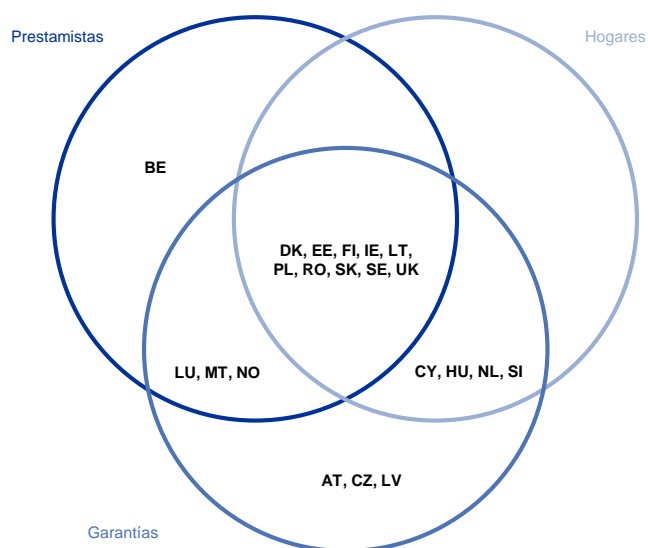 Prestamistas
Hogares
BE
DK, EE, FI, IE, LT,
PL, RO, SK, SE, UK
LU, MT, NO
CY, HU, NL, SI
AT, CZ, LV
Garantías